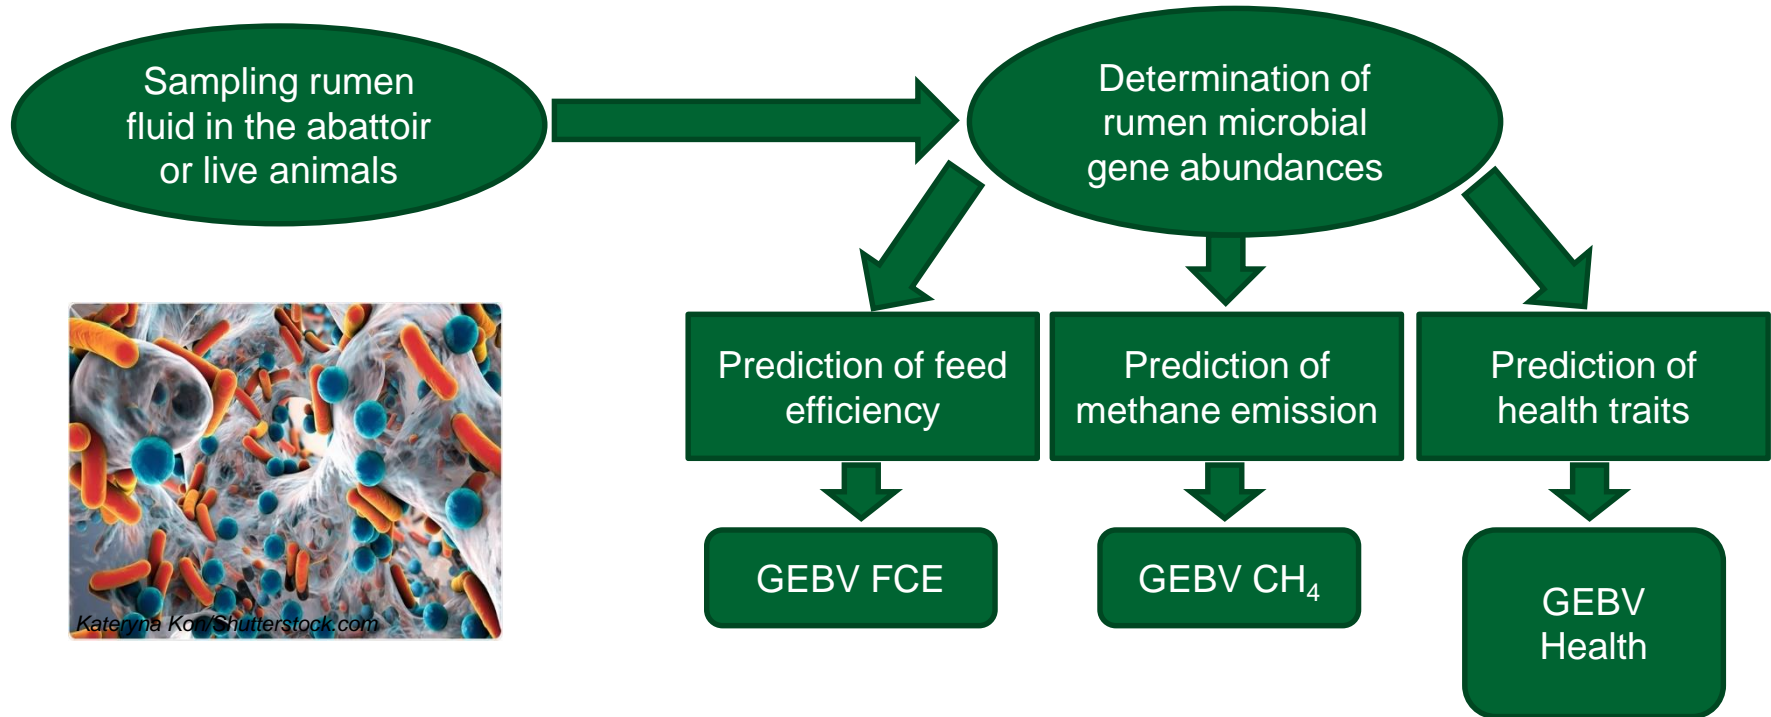 Sampling rumen
fluid in the abattoir
or live animals
Determination of
rumen microbial
gene abundances
Prediction of feed
efficiency
Prediction of
methane emission
Prediction of
health traits
GEBV FCE
GEBV CH₄
GEBV
Health
Kateryna Kon/Shutterstock.com